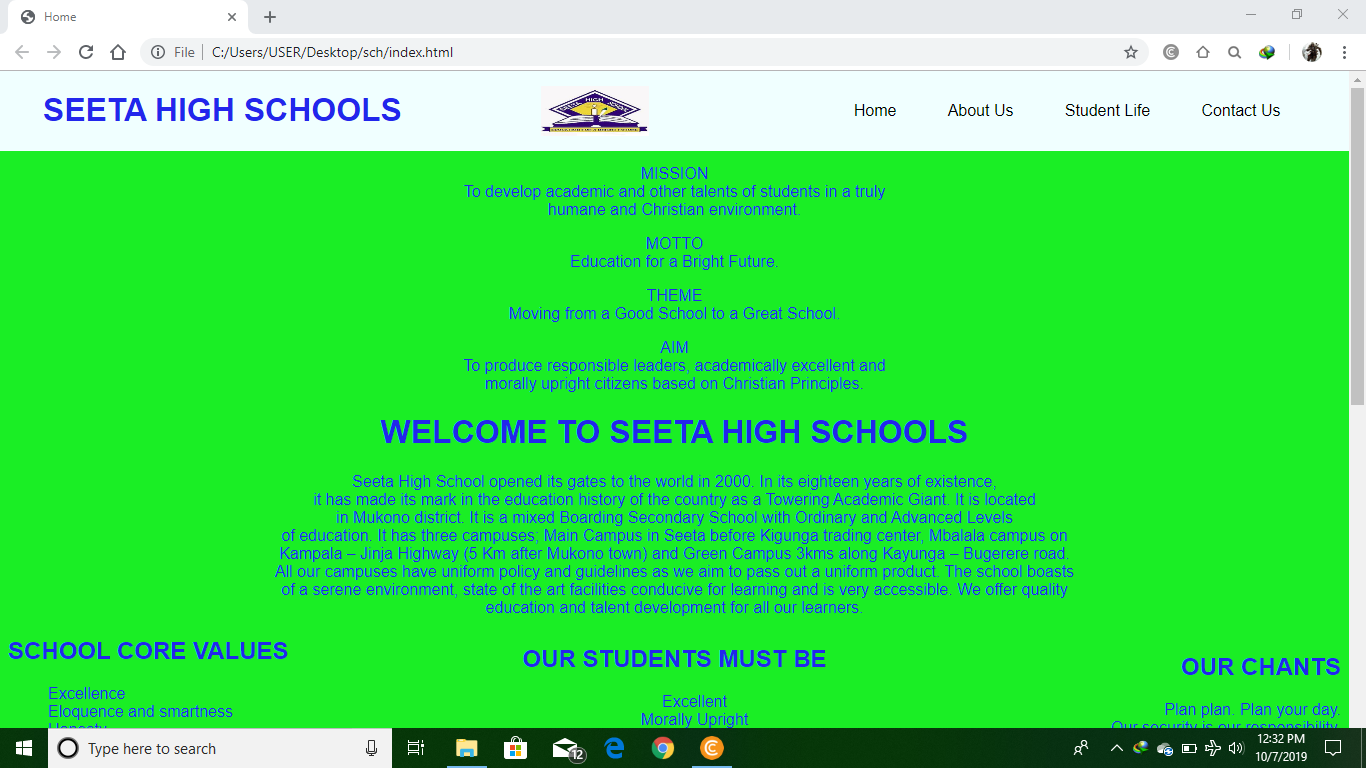 Home
File
C:/Users/USER/Desktop/sch/index.html
SEETA HIGH SCHOOLS
Home
About Us
Student Life
Contact Us
MISSION
To develop academic and other talents of students in a truly
humane and Christian environment.
MOTTO
Education for a Bright Future.
THEME
Moving from a Good School to a Great School.
AIM
To produce responsible leaders, academically excellent and
morally upright citizens based on Christian Principles.
WELCOME TO SEETA HIGH SCHOOLS
Seeta High School opened its gates to the world in 2000. In its eighteen years of existence,
it has made its mark in the education history of the country as a Towering Academic Giant. It is located
in Mukono district. It is a mixed Boarding Secondary School with Ordinary and Advanced Levels
of education. It has three campuses; Main Campus in Seeta before Kigunga trading center, Mbalala campus on
Kampala – Jinja Highway (5 Km after Mukono town) and Green Campus 3kms along Kayunga – Bugerere road.
All our campuses have uniform policy and guidelines as we aim to pass out a uniform product. The school boasts
of a serene environment, state of the art facilities conducive for learning and is very accessible. We offer quality
education and talent development for all our learners.
SCHOOL CORE VALUES
Excellence
Eloquence and smartness
Honesty
OUR STUDENTS MUST BE
Excellent
Morally Upright
OUR CHANTS
Plan plan. Plan your day.
Our security is our responsibility.
Type here to search
12
12:32 PM
10/7/2019